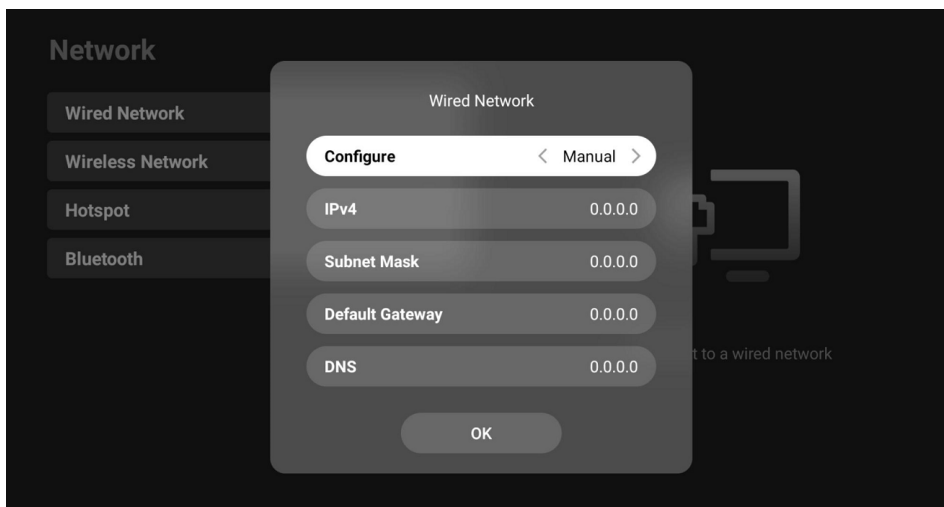 Network
Wired Network
Wireless Network
Hotspot
Bluetooth
Wired Network
Configure < Manual >
IPv4 0.0.0.0
Subnet Mask 0.0.0.0
Default Gateway 0.0.0.0
DNS 0.0.0.0
OK
t to a wired network